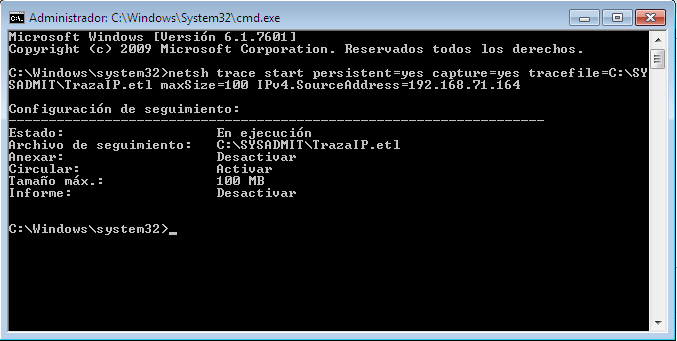 Administrador: C:\Windows\System32\cmd.exe
Microsoft Windows [Versión 6.1.7601]
Copyright (c) 2009 Microsoft Corporation. Reservados todos los derechos.
C:\Windows\system32>netsh trace start persistent=yes capture=yes tracefile=C:\SY
SADMIT\TrazaIP.etl maxSize=100 IPv4.SourceAddress=192.168.71.164
Configuración de seguimiento:
-------------------------------------------------------------------
Estado: En ejecución
Archivo de seguimiento: C:\SYSADMIT\TrazaIP.etl
Anexar: Desactivar
Circular: Activar
Tamaño máx.: 100 MB
Informe: Desactivar
C:\Windows\system32>_